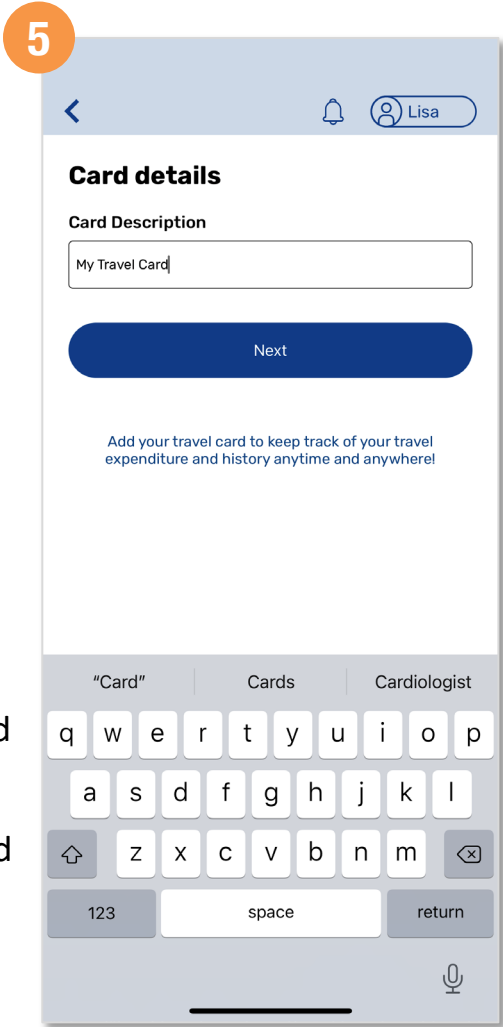 5
Lisa
Card details
Card Description
My Travel Card
Next
Add your travel card to keep track of your travel
expenditure and history anytime and anywhere!
“Card” Cards Cardiologist
q w e r t y u i o p
a s d f g h j k l
z x c v b n m
123 space return